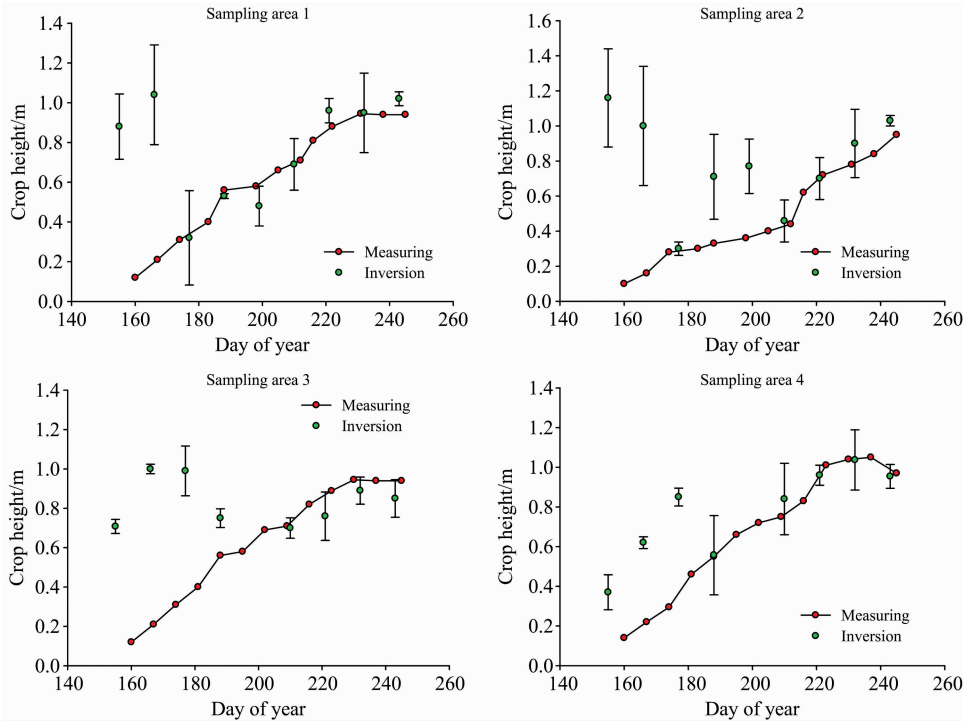 Sampling area 1
Crop height/m
1.4
1.2
1.0
0.8
0.6
0.4
0.2
0.0
Measuring
Inversion
140 160 180 200 220 240 260
Day of year
Sampling area 2
Crop height/m
1.6
1.4
1.2
1.0
0.8
0.6
0.4
0.2
0.0
Measuring
Inversion
140 160 180 200 220 240 260
Day of year
Sampling area 3
Crop height/m
1.4
1.2
1.0
0.8
0.6
0.4
0.2
0.0
Measuring
Inversion
140 160 180 200 220 240 260
Day of year
Sampling area 4
Crop height/m
1.4
1.2
1.0
0.8
0.6
0.4
0.2
0.0
Measuring
Inversion
140 160 180 200 220 240 260
Day of year